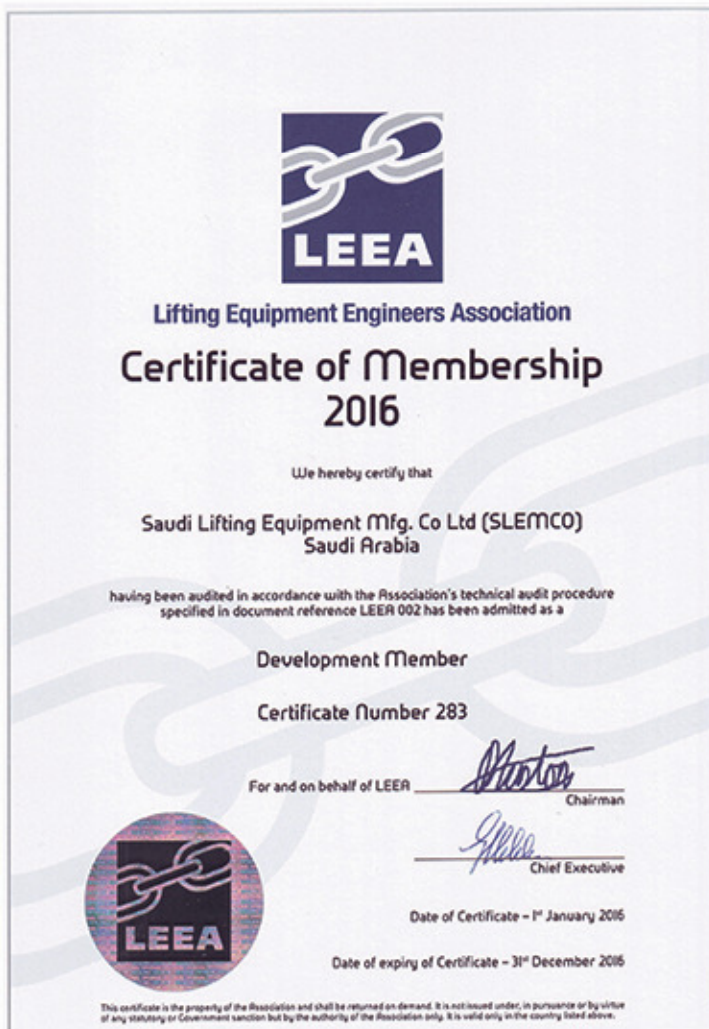 LEEA
Lifting Equipment Engineers Association
Certificate of Membership
2016
We hereby certify that
Saudi Lifting Equipment Mfg. Co Ltd (SLEMCO)
Saudi Arabia
having been audited in accordance with the Association's technical audit procedure
specified in document reference LEEA 002 has been admitted as a
Development Member
Certificate Number 283
For and on behalf of LEEA
Chairman
Chief Executive
LEEA
Date of Certificate – 1st January 2016
Date of expiry of Certificate – 31st December 2016
This certificate is the property of the Association and shall be returned on demand. It is not issued under, in pursuance or by virtue
of any statutory or Government sanction but by the authority of the Association only. It is valid only in the country listed above.